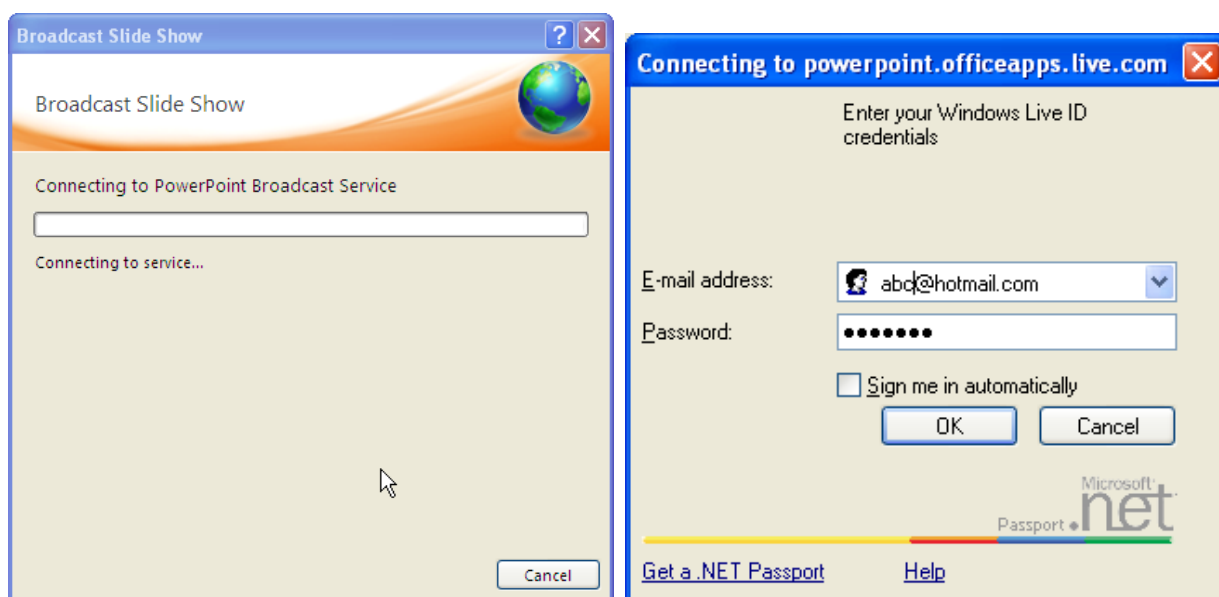 Broadcast Slide Show
Broadcast Slide Show
Connecting to PowerPoint Broadcast Service
Connecting to service...
Cancel
Connecting to powerpoint.officeapps.live.com
Enter your Windows Live ID
credentials
E-mail address:
abc@hotmail.com
Password:
•••••••
Sign me in automatically
OK
Cancel
Microsoft
Passport net
Get a .NET Passport
Help